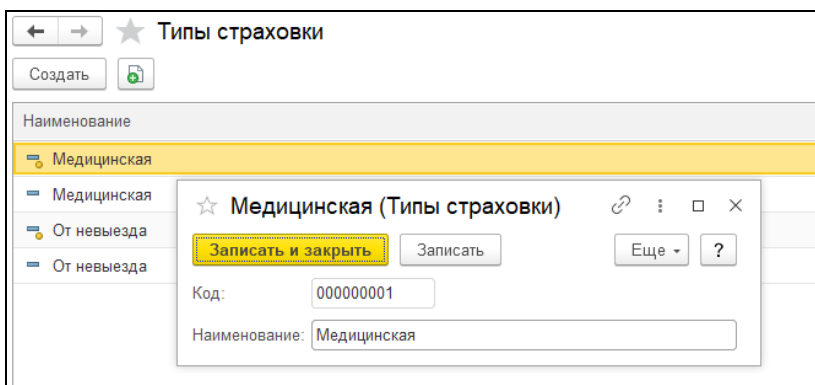 Типы страховки
Создать
Наименование
Медицинская
Медицинская
От невыезда
От невыезда
Медицинская (Типы страховки)
Записать и закрыть Записать Еще ?
Код: 000000001
Наименование: Медицинская